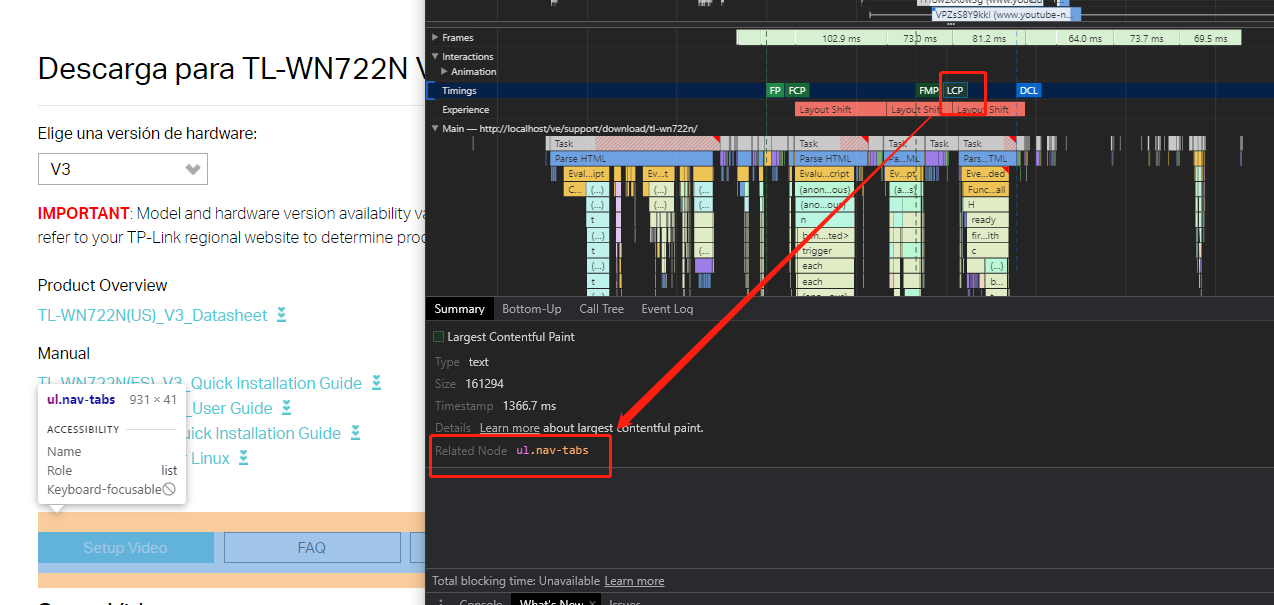 Descarga para TL-WN722N V
Elige una versión de hardware:
V3
IMPORTANT: Model and hardware version availability va
refer to your TP-Link regional website to determine proc
Product Overview
TL-WN722N(US)_V3_Datasheet
Manual
TL-WN722N(ES)_V3_Quick Installation Guide
_User Guide
uick Installation Guide
r Linux
ul.nav-tabs 931 × 41
ACCESSIBILITY
Name
Role list
Keyboard-focusable
Setup Video FAQ
VPZsS8Y9kkI (www.youtube-n...
Frames 102.9 ms 73.0 ms 81.2 ms 64.0 ms 73.7 ms 69.5 ms
Interactions
Animation
Timings FP FCP FMP LCP DCL
Experience Layout Shift Layout Shift Layout Shift
Main — http://localhost/ve/support/download/tl-wn722n/
Task Task Task Task Task
Parse HTML Parse HTML Pa...ML Pars...TML
Eval...ipt Ev...t Evalu...cript Ev...pt Eve...ded
C... (...) (...) (...) (anon...ous) (a...s) Func...all
(...) (...) (ano...ous) H
t n ready
(...) ban....ted> fir...ith
t (... trigger c
(...) each (...)
t each b...
(...) (anon...ous)
Summary Bottom-Up Call Tree Event Log
Largest Contentful Paint
Type text
Size 161294
Timestamp 1366.7 ms
Details Learn more about largest contentful paint.
Related Node ul.nav-tabs
Total blocking time: Unavailable Learn more
Console What's New × Issues